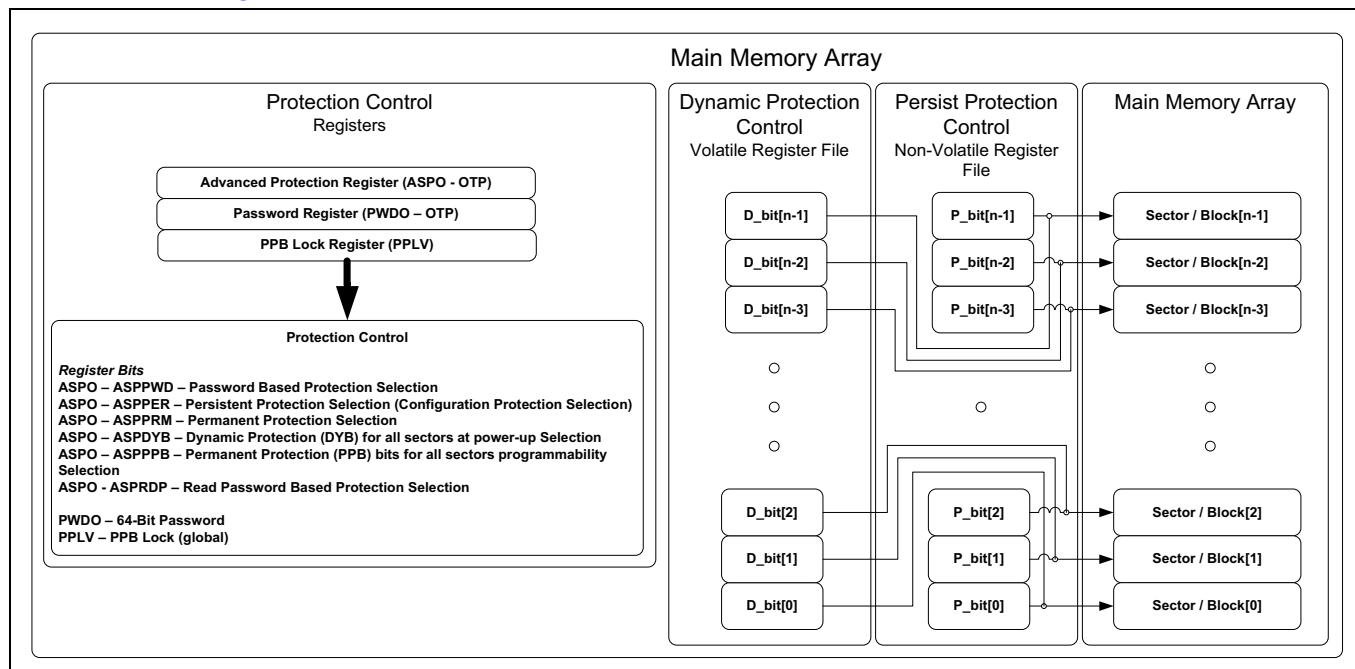 Main Memory Array
Protection Control
Registers
Advanced Protection Register (ASPO - OTP)
Password Register (PWDO – OTP)
PPB Lock Register (PPLV)
Protection Control
Register Bits
ASPO – ASPPWD – Password Based Protection Selection
ASPO – ASPPER – Persistent Protection Selection (Configuration Protection Selection)
ASPO – ASPPRM – Permanent Protection Selection
ASPO – ASPDYB – Dynamic Protection (DYB) for all sectors at power-up Selection
ASPO – ASPPPB – Permanent Protection (PPB) bits for all sectors programmability
Selection
ASPO - ASPRDP – Read Password Based Protection Selection
PWDO – 64-Bit Password
PPLV – PPB Lock (global)
Dynamic Protection
Control
Volatile Register File
D_bit[n-1]
D_bit[n-2]
D_bit[n-3]
D_bit[2]
D_bit[1]
D_bit[0]
Persist Protection
Control
Non-Volatile Register
File
P_bit[n-1]
P_bit[n-2]
P_bit[n-3]
P_bit[2]
P_bit[1]
P_bit[0]
Main Memory Array
Sector / Block[n-1]
Sector / Block[n-2]
Sector / Block[n-3]
Sector / Block[2]
Sector / Block[1]
Sector / Block[0]